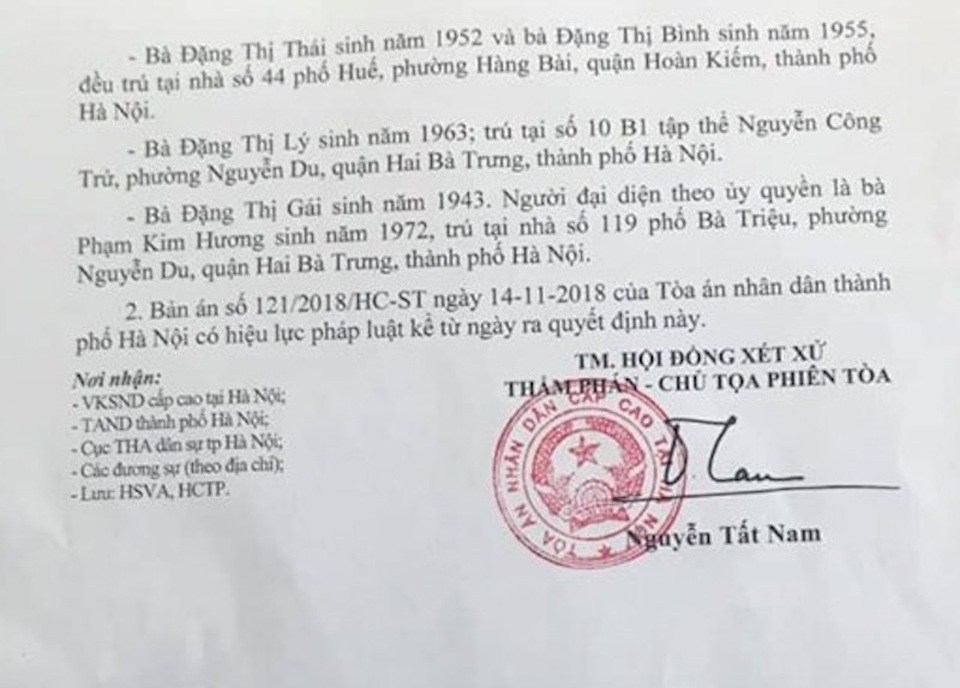 - Bà Đặng Thị Thái sinh năm 1952 và bà Đặng Thị Bình sinh năm 1955,
đều trú tại nhà số 44 phố Huế, phường Hàng Bài, quận Hoàn Kiếm, thành phố
Hà Nội.
- Bà Đặng Thị Lý sinh năm 1963; trú tại số 10 B1 tập thể Nguyễn Công
Trứ, phường Nguyễn Du, quận Hai Bà Trưng, thành phố Hà Nội.
- Bà Đặng Thị Gái sinh năm 1943. Người đại diện theo ủy quyền là bà
Phạm Kim Hương sinh năm 1972, trú tại nhà số 119 phố Bà Triệu, phường
Nguyễn Du, quận Hai Bà Trưng, thành phố Hà Nội.
2. Bản án số 121/2018/HC-ST ngày 14-11-2018 của Tòa án nhân dân thành
phố Hà Nội có hiệu lực pháp luật kể từ ngày ra quyết định này.
Nơi nhận:
- VKSND cấp cao tại Hà Nội;
- TAND thành phố Hà Nội;
- Cục THA dân sự tp Hà Nội;
- Các đương sự (theo địa chỉ);
- Lưu: HSVA, HCTP.
TM. HỘI ĐỒNG XÉT XỬ
THẨM PHÁN - CHỦ TỌA PHIÊN TÒA
TÒA ÁN NHÂN DÂN CẤP CAO TẠI HÀ NỘI
Nguyễn Tất Nam